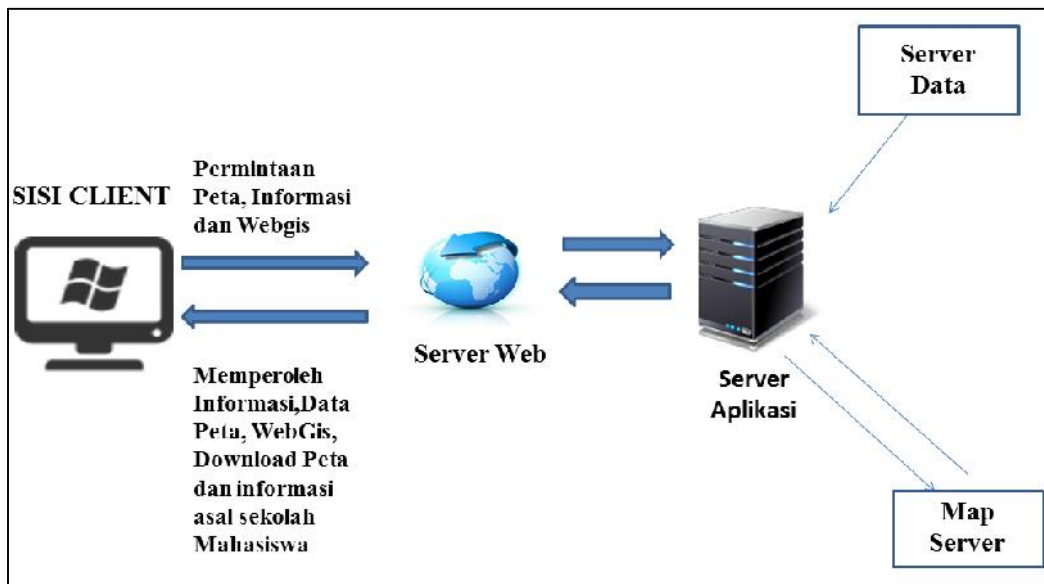 Server
Data
SISI CLIENT
Permintaan
Peta, Informasi
dan Webgis
Server Web
Memperoleh
Informasi,Data
Peta, WebGis,
Download Peta
dan informasi
asal sekolah
Mahasiswa
Server
Aplikasi
Map
Server